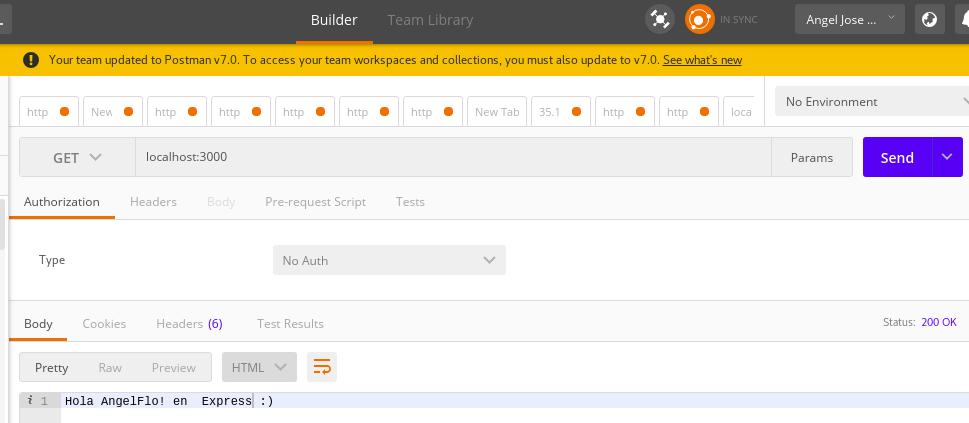 Builder Team Library IN SYNC Angel Jose ...
Your team updated to Postman v7.0. To access your team workspaces and collections, you must also update to v7.0. See what's new
http New http http http http http New Tab 35.1 http http loca No Environment
GET localhost:3000 Params Send
Authorization Headers Body Pre-request Script Tests
Type No Auth
Body Cookies Headers (6) Test Results Status: 200 OK
Pretty Raw Preview HTML
i 1 Hola AngelFlo! en  Express :)